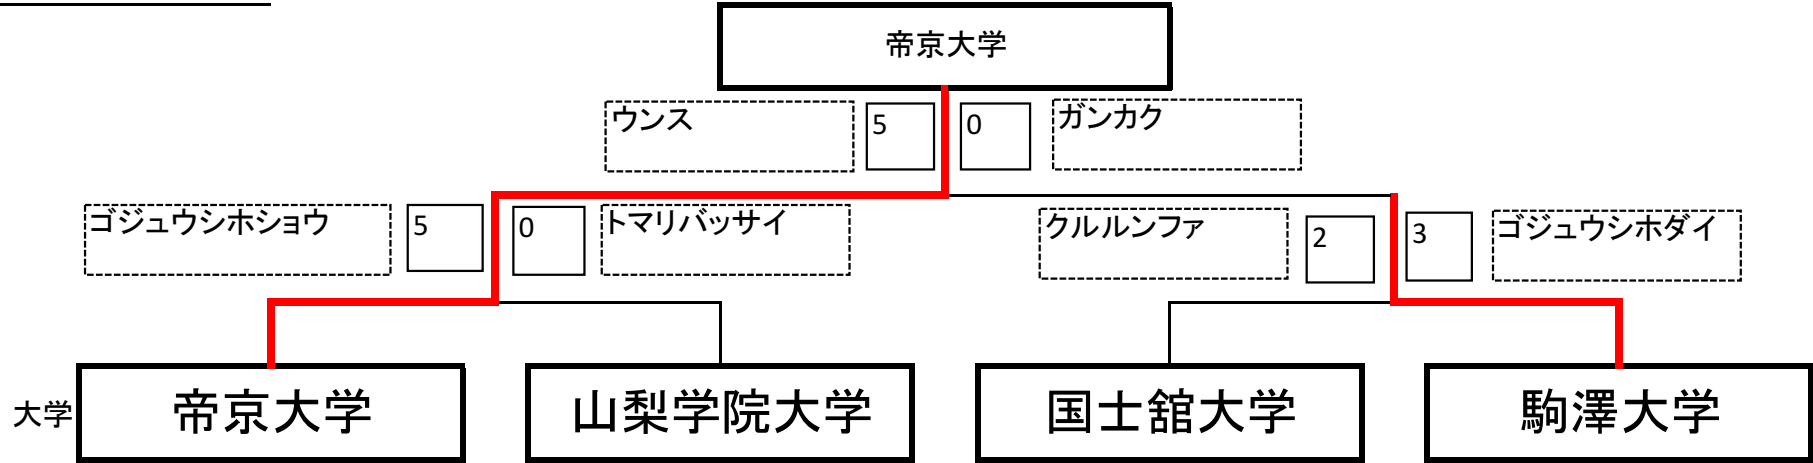 帝京大学
ウンス 5 0 ガンカク
ゴジュウシホショウ 5 0 トマリバッサイ クルルンファ 2 3 ゴジュウシホダイ
大学 帝京大学 山梨学院大学 国士舘大学 駒澤大学